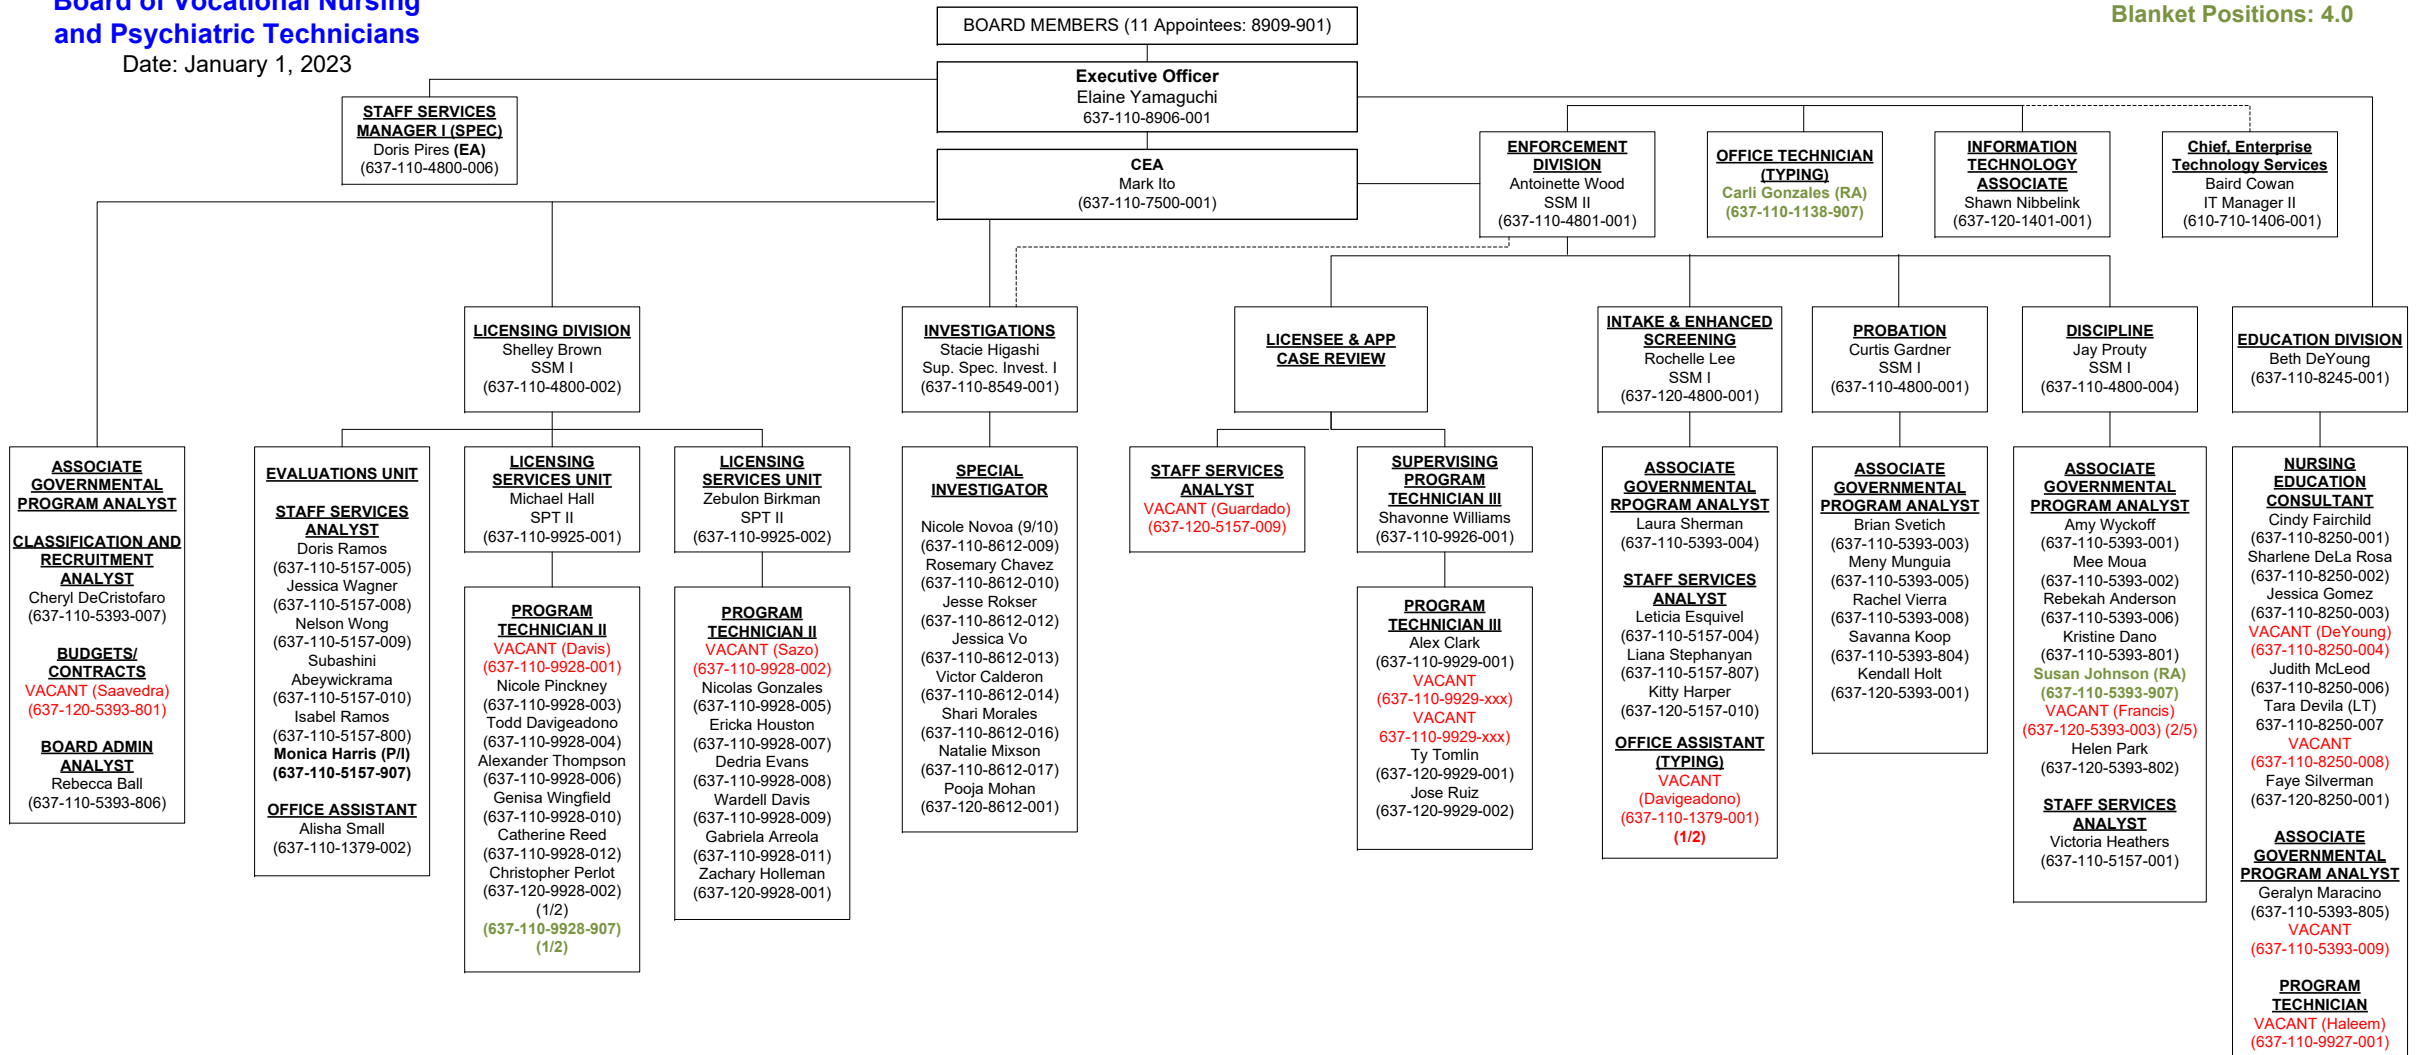 Board of Vocational Nursing
and Psychiatric Technicians
Date: January 1, 2023
Blanket Positions: 4.0
BOARD MEMBERS (11 Appointees: 8909-901)
Executive Officer
Elaine Yamaguchi
637-110-8906-001
STAFF SERVICES
MANAGER I (SPEC)
Doris Pires (EA)
(637-110-4800-006)
CEA
Mark Ito
(637-110-7500-001)
ENFORCEMENT
DIVISION
Antoinette Wood
SSM II
(637-110-4801-001)
OFFICE TECHNICIAN
(TYPING)
Carli Gonzales (RA)
(637-110-1138-907)
INFORMATION
TECHNOLOGY
ASSOCIATE
Shawn Nibbelink
(637-120-1401-001)
Chief, Enterprise
Technology Services
Baird Cowan
IT Manager II
(610-710-1406-001)
LICENSING DIVISION
Shelley Brown
SSM I
(637-110-4800-002)
INVESTIGATIONS
Stacie Higashi
Sup. Spec. Invest. I
(637-110-8549-001)
LICENSEE & APP
CASE REVIEW
INTAKE & ENHANCED
SCREENING
Rochelle Lee
SSM I
(637-120-4800-001)
PROBATION
Curtis Gardner
SSM I
(637-110-4800-001)
DISCIPLINE
Jay Prouty
SSM I
(637-110-4800-004)
EDUCATION DIVISION
Beth DeYoung
(637-110-8245-001)
ASSOCIATE
GOVERNMENTAL
PROGRAM ANALYST
CLASSIFICATION AND
RECRUITMENT
ANALYST
Cheryl DeCristofaro
(637-110-5393-007)
BUDGETS/
CONTRACTS
VACANT (Saavedra)
(637-120-5393-801)
BOARD ADMIN
ANALYST
Rebecca Ball
(637-110-5393-806)
EVALUATIONS UNIT
STAFF SERVICES
ANALYST
Doris Ramos
(637-110-5157-005)
Jessica Wagner
(637-110-5157-008)
Nelson Wong
(637-110-5157-009)
Subashini
Abeywickrama
(637-110-5157-010)
Isabel Ramos
(637-110-5157-800)
Monica Harris (P/I)
(637-110-5157-907)
OFFICE ASSISTANT
Alisha Small
(637-110-1379-002)
LICENSING
SERVICES UNIT
Michael Hall
SPT II
(637-110-9925-001)
PROGRAM
TECHNICIAN II
VACANT (Davis)
(637-110-9928-001)
Nicole Pinckney
(637-110-9928-003)
Todd Davigeadono
(637-110-9928-004)
Alexander Thompson
(637-110-9928-006)
Genisa Wingfield
(637-110-9928-010)
Catherine Reed
(637-110-9928-012)
Christopher Perlot
(637-120-9928-002)
(1/2)
(637-110-9928-907)
(1/2)
LICENSING
SERVICES UNIT
Zebulon Birkman
SPT II
(637-110-9925-002)
PROGRAM
TECHNICIAN II
VACANT (Sazo)
(637-110-9928-002)
Nicolas Gonzales
(637-110-9928-005)
Ericka Houston
(637-110-9928-007)
Dedria Evans
(637-110-9928-008)
Wardell Davis
(637-110-9928-009)
Gabriela Arreola
(637-110-9928-011)
Zachary Holleman
(637-120-9928-001)
SPECIAL
INVESTIGATOR
Nicole Novoa (9/10)
(637-110-8612-009)
Rosemary Chavez
(637-110-8612-010)
Jesse Rokser
(637-110-8612-012)
Jessica Vo
(637-110-8612-013)
Victor Calderon
(637-110-8612-014)
Shari Morales
(637-110-8612-016)
Natalie Mixson
(637-110-8612-017)
Pooja Mohan
(637-120-8612-001)
STAFF SERVICES
ANALYST
VACANT (Guardado)
(637-120-5157-009)
SUPERVISING
PROGRAM
TECHNICIAN III
Shavonne Williams
(637-110-9926-001)
PROGRAM
TECHNICIAN III
Alex Clark
(637-110-9929-001)
VACANT
(637-110-9929-xxx)
VACANT
637-110-9929-xxx)
Ty Tomlin
(637-120-9929-001)
Jose Ruiz
(637-120-9929-002)
ASSOCIATE
GOVERNMENTAL
RPOGRAM ANALYST
Laura Sherman
(637-110-5393-004)
STAFF SERVICES
ANALYST
Leticia Esquivel
(637-110-5157-004)
Liana Stephanyan
(637-110-5157-807)
Kitty Harper
(637-120-5157-010)
OFFICE ASSISTANT
(TYPING)
VACANT
(Davigeadono)
(637-110-1379-001)
(1/2)
ASSOCIATE
GOVERNMENTAL
PROGRAM ANALYST
Brian Svetich
(637-110-5393-003)
Meny Munguia
(637-110-5393-005)
Rachel Vierra
(637-110-5393-008)
Savanna Koop
(637-110-5393-804)
Kendall Holt
(637-120-5393-001)
ASSOCIATE
GOVERNMENTAL
PROGRAM ANALYST
Amy Wyckoff
(637-110-5393-001)
Mee Moua
(637-110-5393-002)
Rebekah Anderson
(637-110-5393-006)
Kristine Dano
(637-110-5393-801)
Susan Johnson (RA)
(637-110-5393-907)
VACANT (Francis)
(637-120-5393-003) (2/5)
Helen Park
(637-120-5393-802)
STAFF SERVICES
ANALYST
Victoria Heathers
(637-110-5157-001)
NURSING
EDUCATION
CONSULTANT
Cindy Fairchild
(637-110-8250-001)
Sharlene DeLa Rosa
(637-110-8250-002)
Jessica Gomez
(637-110-8250-003)
VACANT (DeYoung)
(637-110-8250-004)
Judith McLeod
(637-110-8250-006)
Tara Devila (LT)
637-110-8250-007
VACANT
(637-110-8250-008)
Faye Silverman
(637-120-8250-001)
ASSOCIATE
GOVERNMENTAL
PROGRAM ANALYST
Geralyn Maracino
(637-110-5393-805)
VACANT
(637-110-5393-009)
PROGRAM
TECHNICIAN
VACANT (Haleem)
(637-110-9927-001)